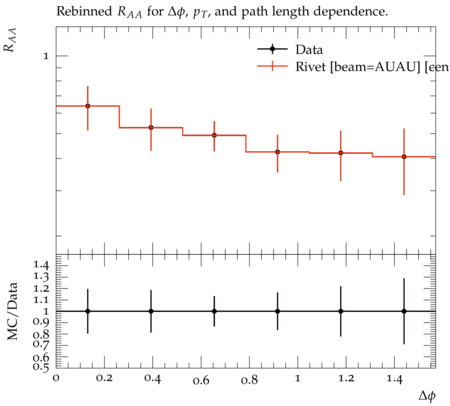 Rebinned R_AA for Δϕ, p_T, and path length dependence.
R_AA
1
Data
Rivet [beam=AUAU] [cen
MC/Data
1.4
1.3
1.2
1.1
1
0.9
0.8
0.7
0.6
0.5
0 0.2 0.4 0.6 0.8 1 1.2 1.4
Δϕ